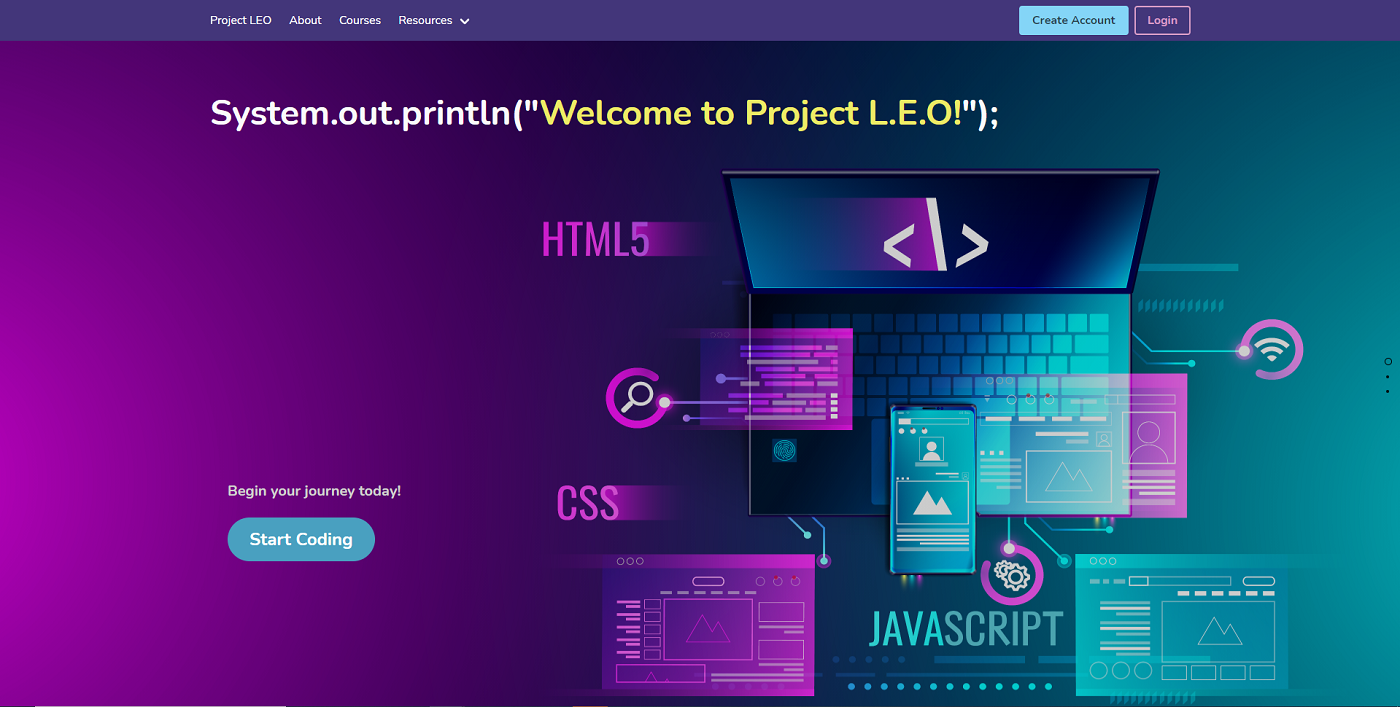 Project LEO About Courses Resources Create Account Login
System.out.println("Welcome to Project L.E.O!");
</>
HTML5
Begin your journey today!
CSS
Start Coding
JAVASCRIPT